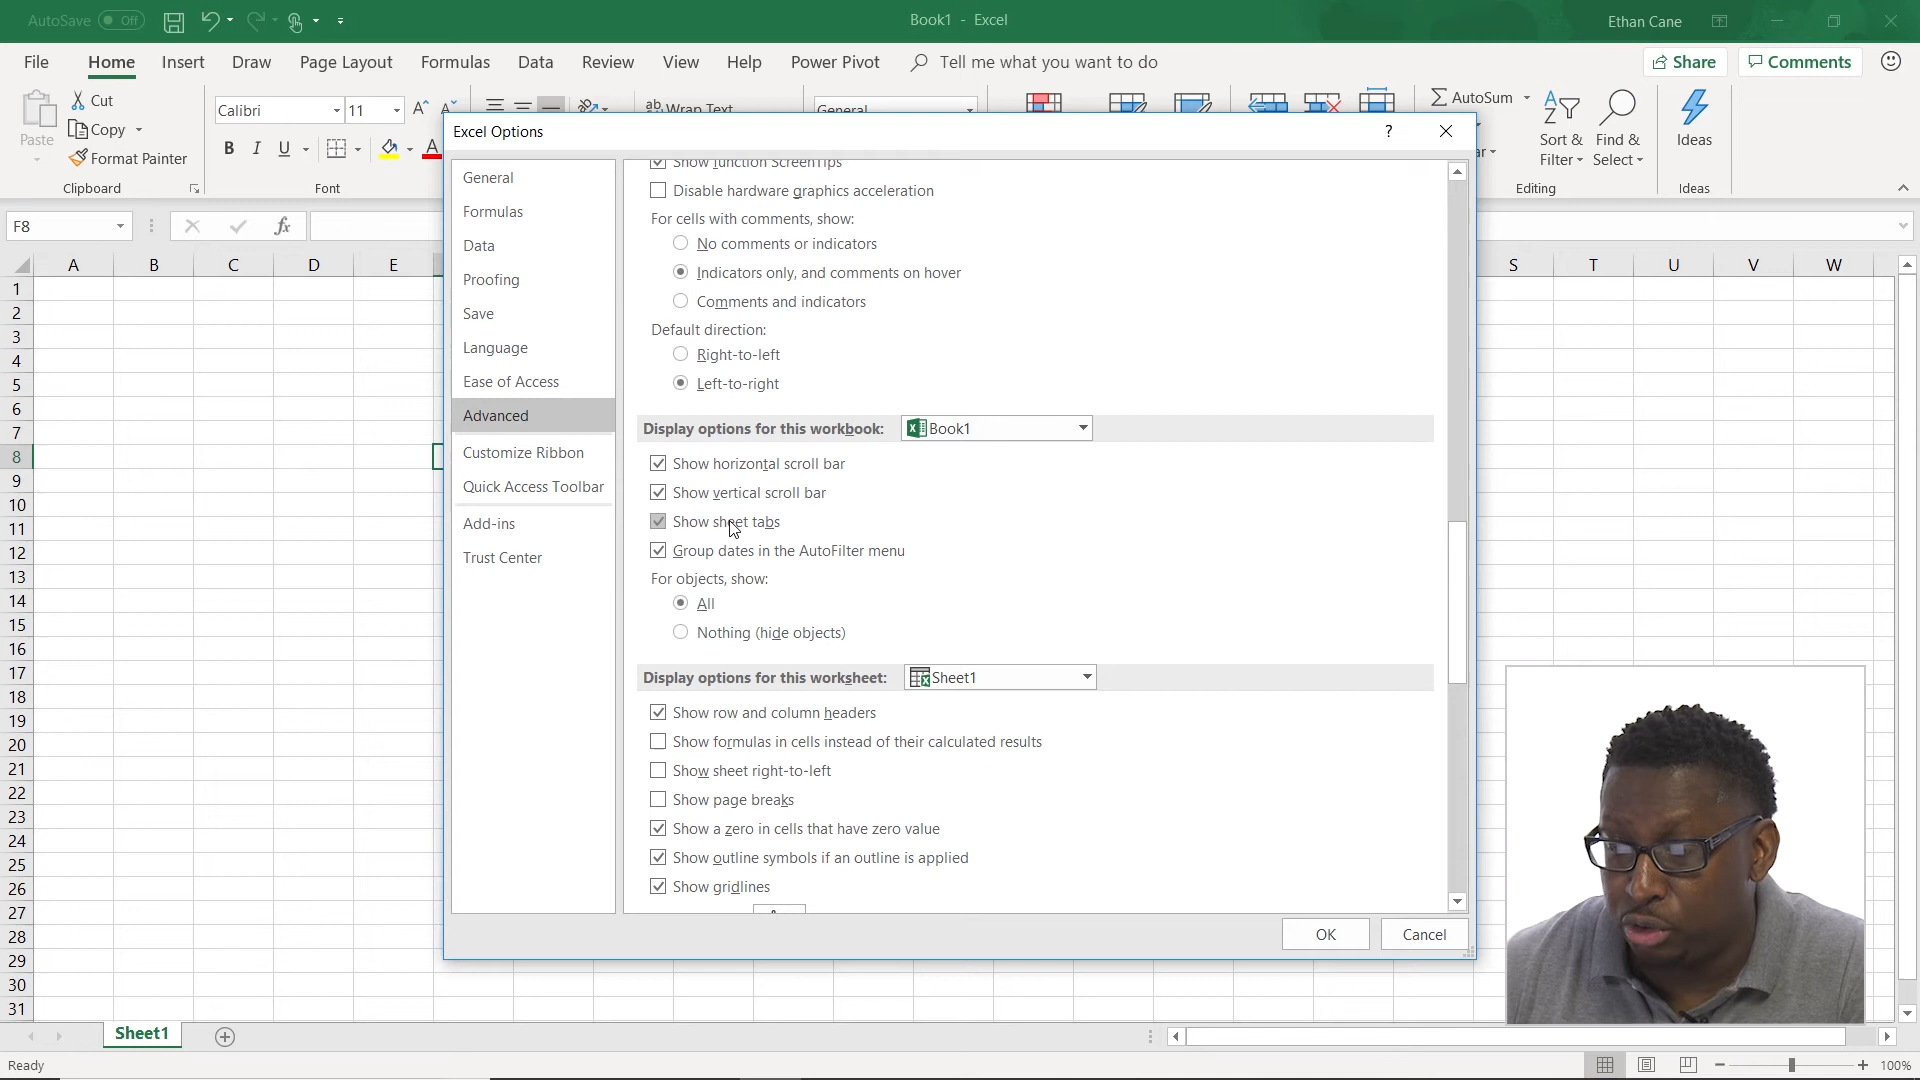 AutoSave Off
Book1 - Excel
Ethan Cane
File Home Insert Draw Page Layout Formulas Data Review View Help Power Pivot Tell me what you want to do
Share
Comments
Paste
Cut
Copy
Format Painter
Clipboard
Calibri
11
B I U
Font
Wrap Text
General
AutoSum
Sort & Filter
Find & Select
Editing
Ideas
Ideas
F8
fx
A B C D E S T U V W
1
2
3
4
5
6
7
8
9
10
11
12
13
14
15
16
17
18
19
20
21
22
23
24
25
26
27
28
29
30
31
Excel Options
?
General
Formulas
Data
Proofing
Save
Language
Ease of Access
Advanced
Customize Ribbon
Quick Access Toolbar
Add-ins
Trust Center
Show function ScreenTips
Disable hardware graphics acceleration
For cells with comments, show:
No comments or indicators
Indicators only, and comments on hover
Comments and indicators
Default direction:
Right-to-left
Left-to-right
Display options for this workbook: Book1
Show horizontal scroll bar
Show vertical scroll bar
Show sheet tabs
Group dates in the AutoFilter menu
For objects, show:
All
Nothing (hide objects)
Display options for this worksheet: Sheet1
Show row and column headers
Show formulas in cells instead of their calculated results
Show sheet right-to-left
Show page breaks
Show a zero in cells that have zero value
Show outline symbols if an outline is applied
Show gridlines
OK
Cancel
Sheet1
Ready
100%